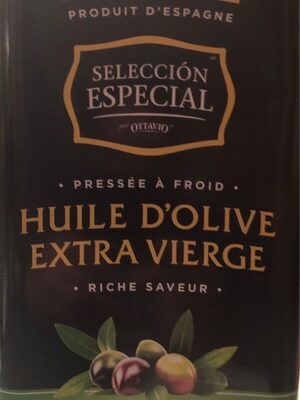 PRODUIT D'ESPAGNE
SELECCIÓN
ESPECIAL
par OTTAVIO
• PRESSÉE À FROID •
HUILE D'OLIVE
EXTRA VIERGE
• RICHE SAVEUR •